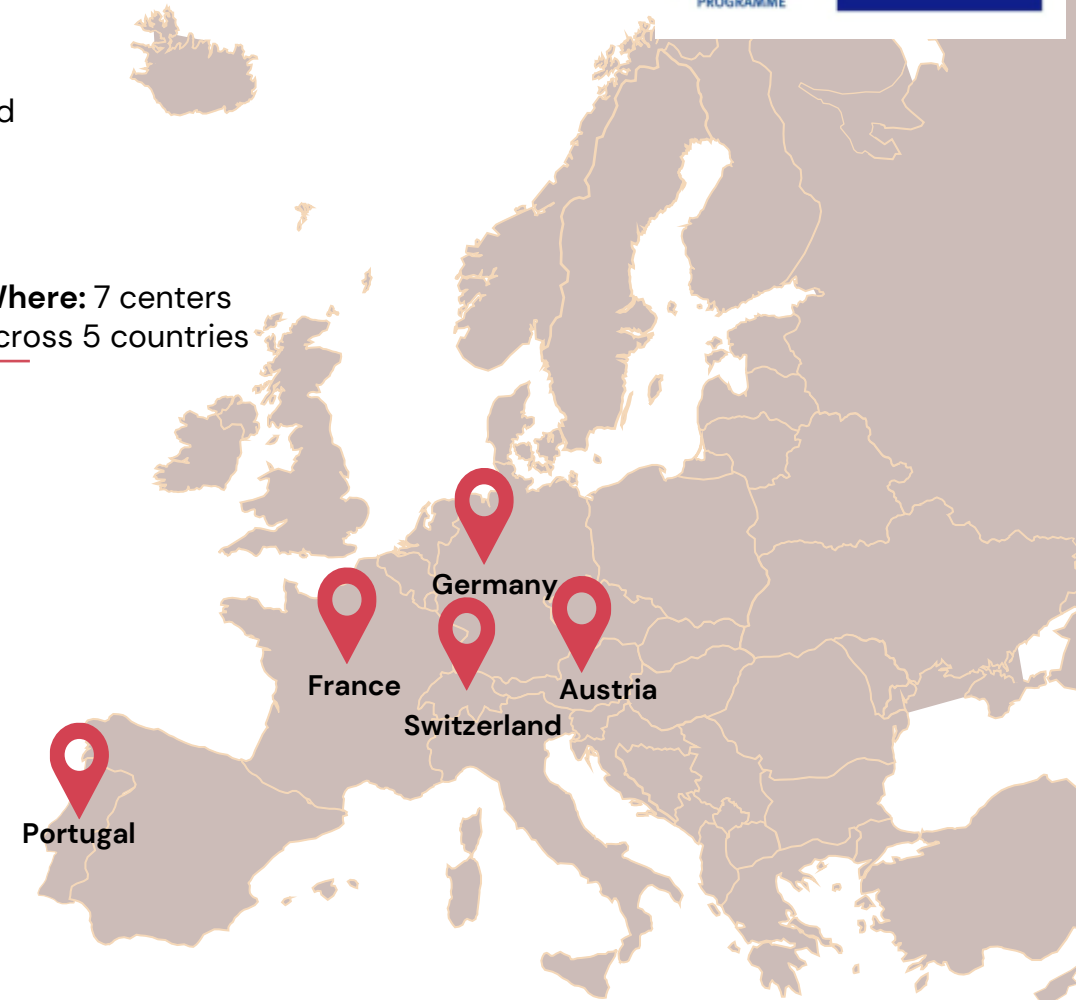 PROGRAMME
d
Where: 7 centers
across 5 countries
Germany
France
Austria
Switzerland
Portugal